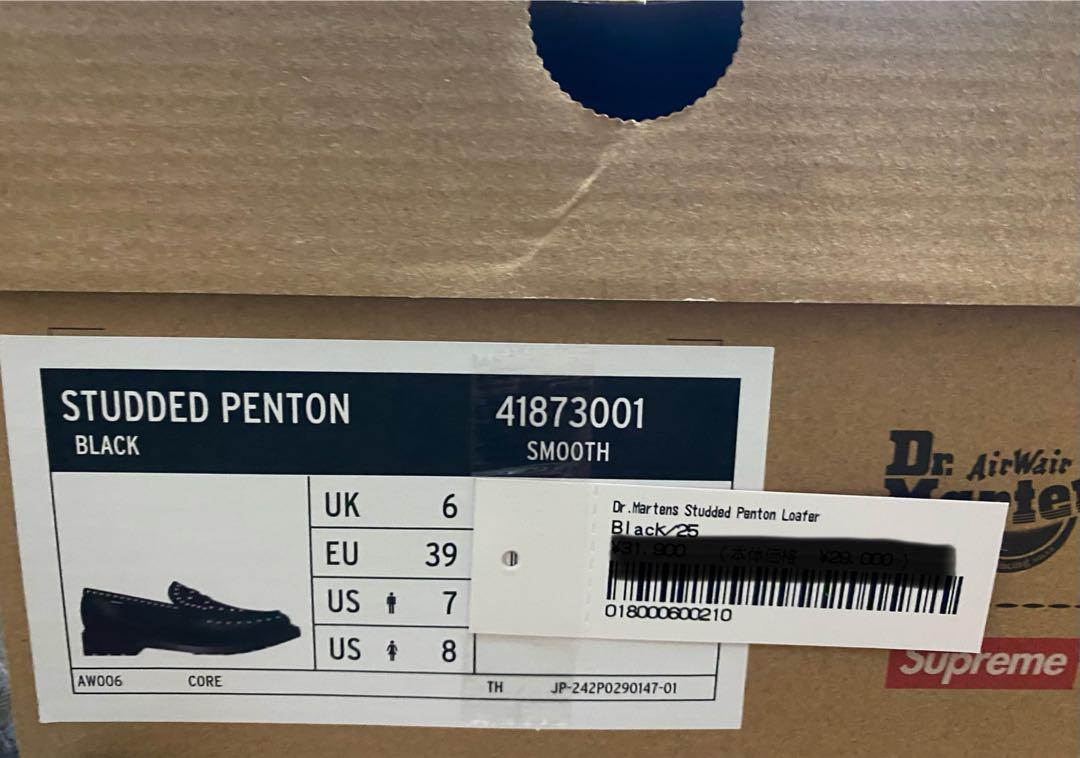 STUDDED PENTON
BLACK
41873001
SMOOTH
UK 6
EU 39
US 7
US 8
AW006 CORE
TH JP-242P0290147-01
Dr.Martens Studded Penton Loafer
Black/25
¥31,900 (本体価格 ¥29,000)
018000600210
Dr. AirWair
Supreme